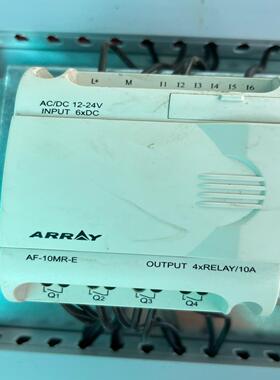 L+ M I1 I2 I3 I4 I5 I6
AC/DC 12-24V
INPUT 6xDC
ARRAY
AF-10MR-E OUTPUT 4xRELAY/10A
Q1 Q2 Q3 Q4